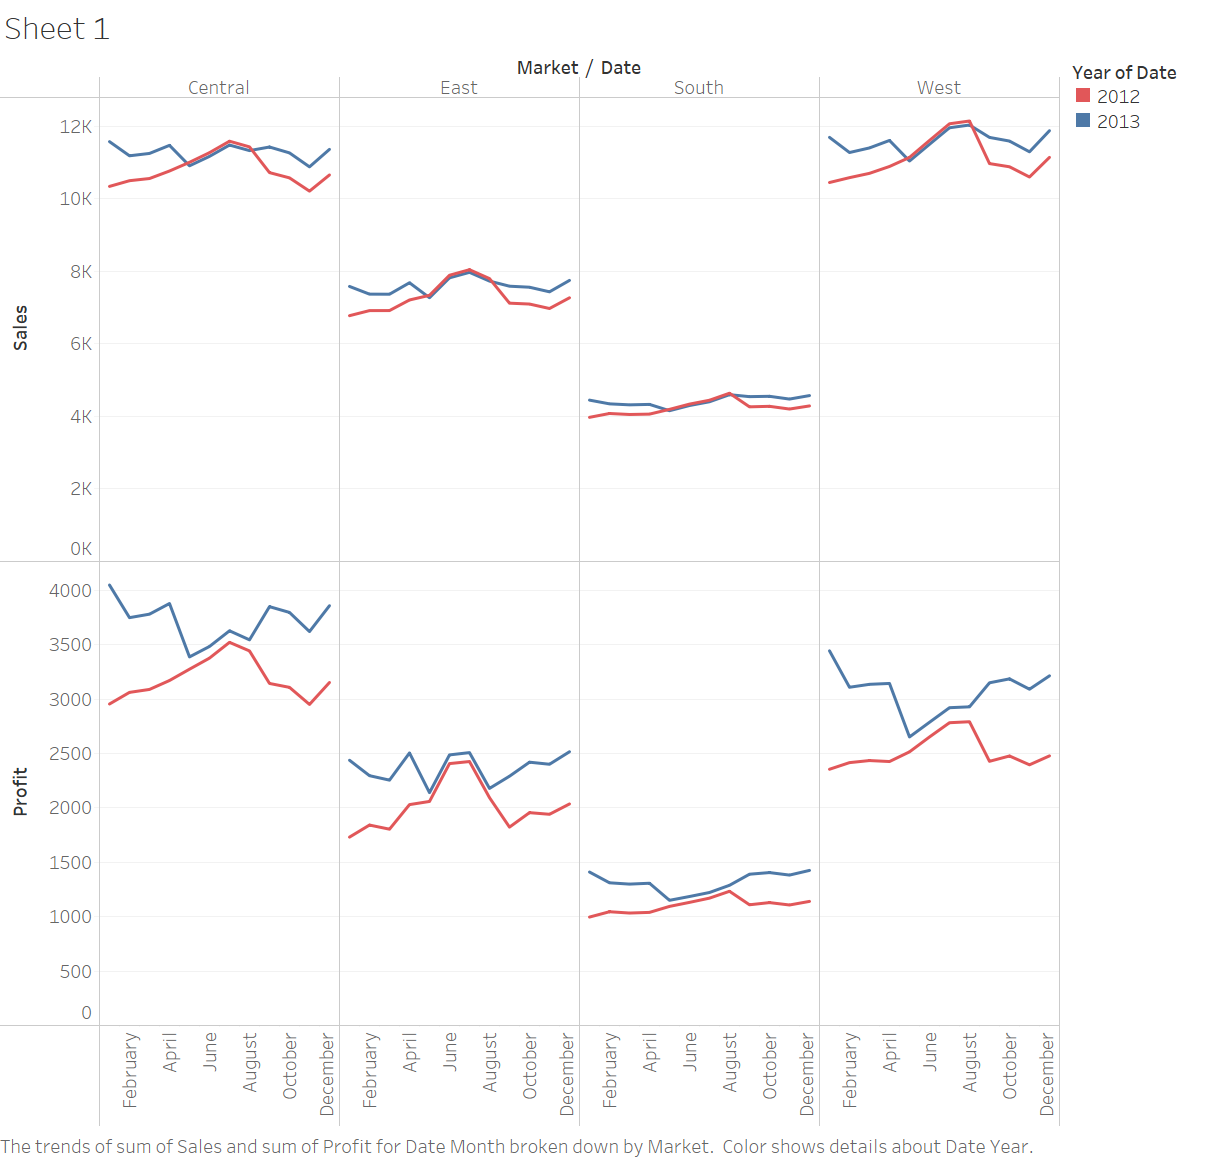 Sheet 1
Market / Date
Central East South West
Year of Date
2012
2013
Sales
12K
10K
8K
6K
4K
2K
0K
Profit
4000
3500
3000
2500
2000
1500
1000
500
0
February April June August October December February April June August October December February April June August October December February April June August October December
The trends of sum of Sales and sum of Profit for Date Month broken down by Market. Color shows details about Date Year.